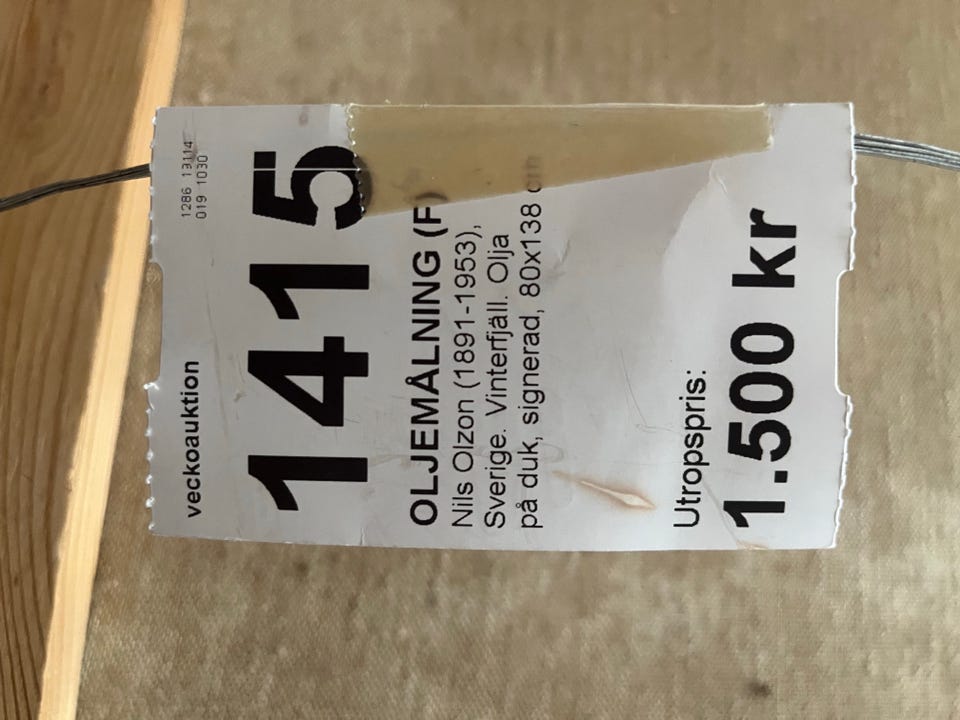 veckoauktion
1286 13114
019 1030
1415
OLJEMÅLNING (F)
Nils Olzon (1891-1953),
Sverige. Vinterfjäll. Olja
på duk, signerad, 80x138 cm
Utropspris:
1.500 kr